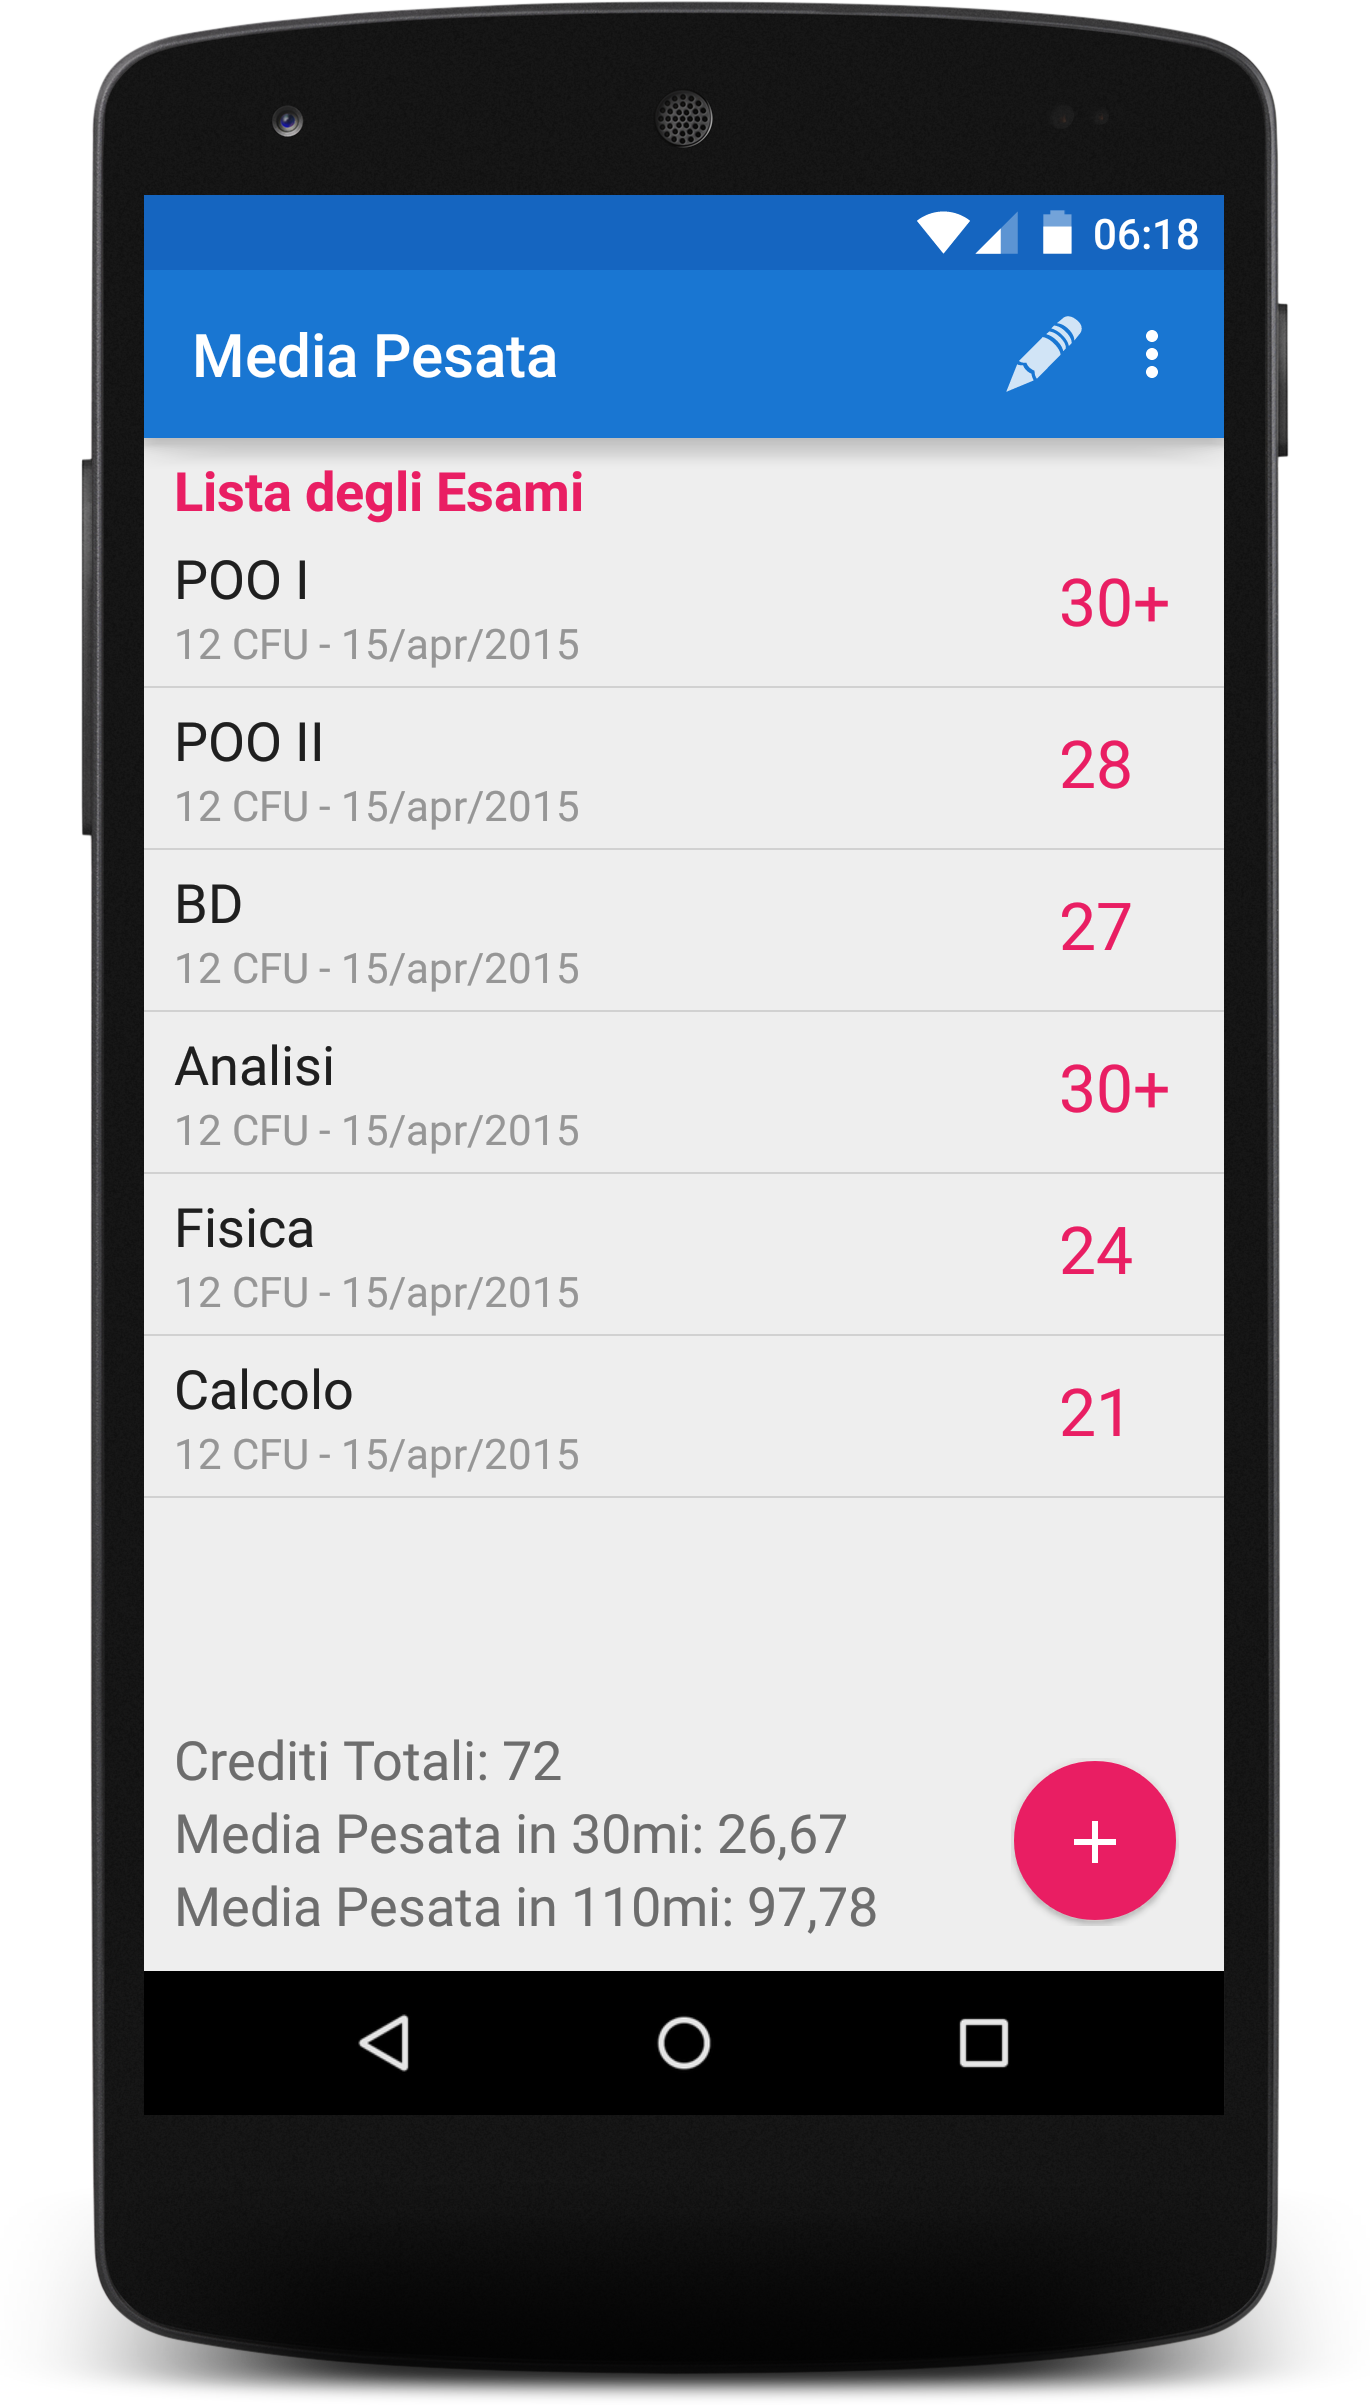 06:18
Media Pesata
Lista degli Esami
POO I
12 CFU - 15/apr/2015
30+
POO II
12 CFU - 15/apr/2015
28
BD
12 CFU - 15/apr/2015
27
Analisi
12 CFU - 15/apr/2015
30+
Fisica
12 CFU - 15/apr/2015
24
Calcolo
12 CFU - 15/apr/2015
21
Crediti Totali: 72
Media Pesata in 30mi: 26,67
Media Pesata in 110mi: 97,78
+